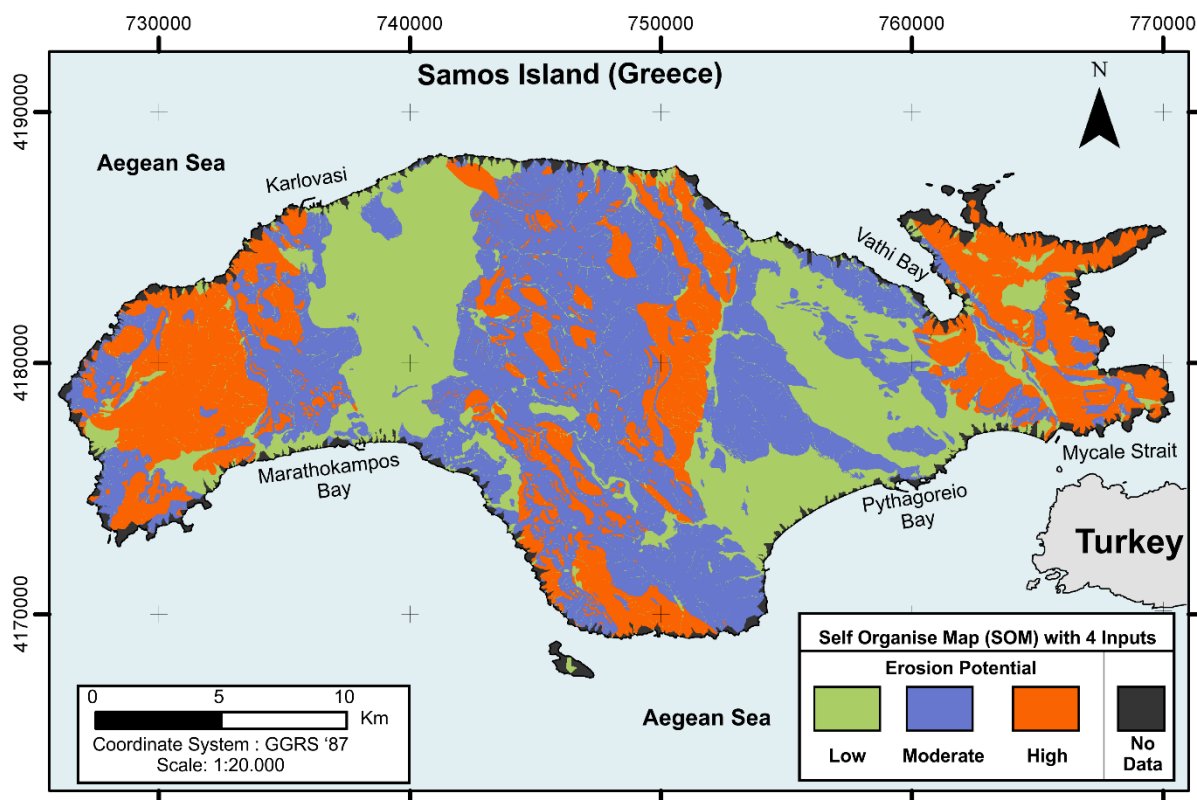 730000 740000 750000 760000 7770000
Samos Island (Greece)
N
4190000
Aegean Sea
Karlovasi
Vathi Bay
4180000
Marathokampos
Bay
Mycale Strait
Pythagoreio
Bay
Turkey
4170000
Self Organise Map (SOM) with 4 Inputs
Erosion Potential
Low Moderate High No
Data
0 5 10
Km
Coordinate System : GGRS ‘87
Scale: 1:20.000
Aegean Sea